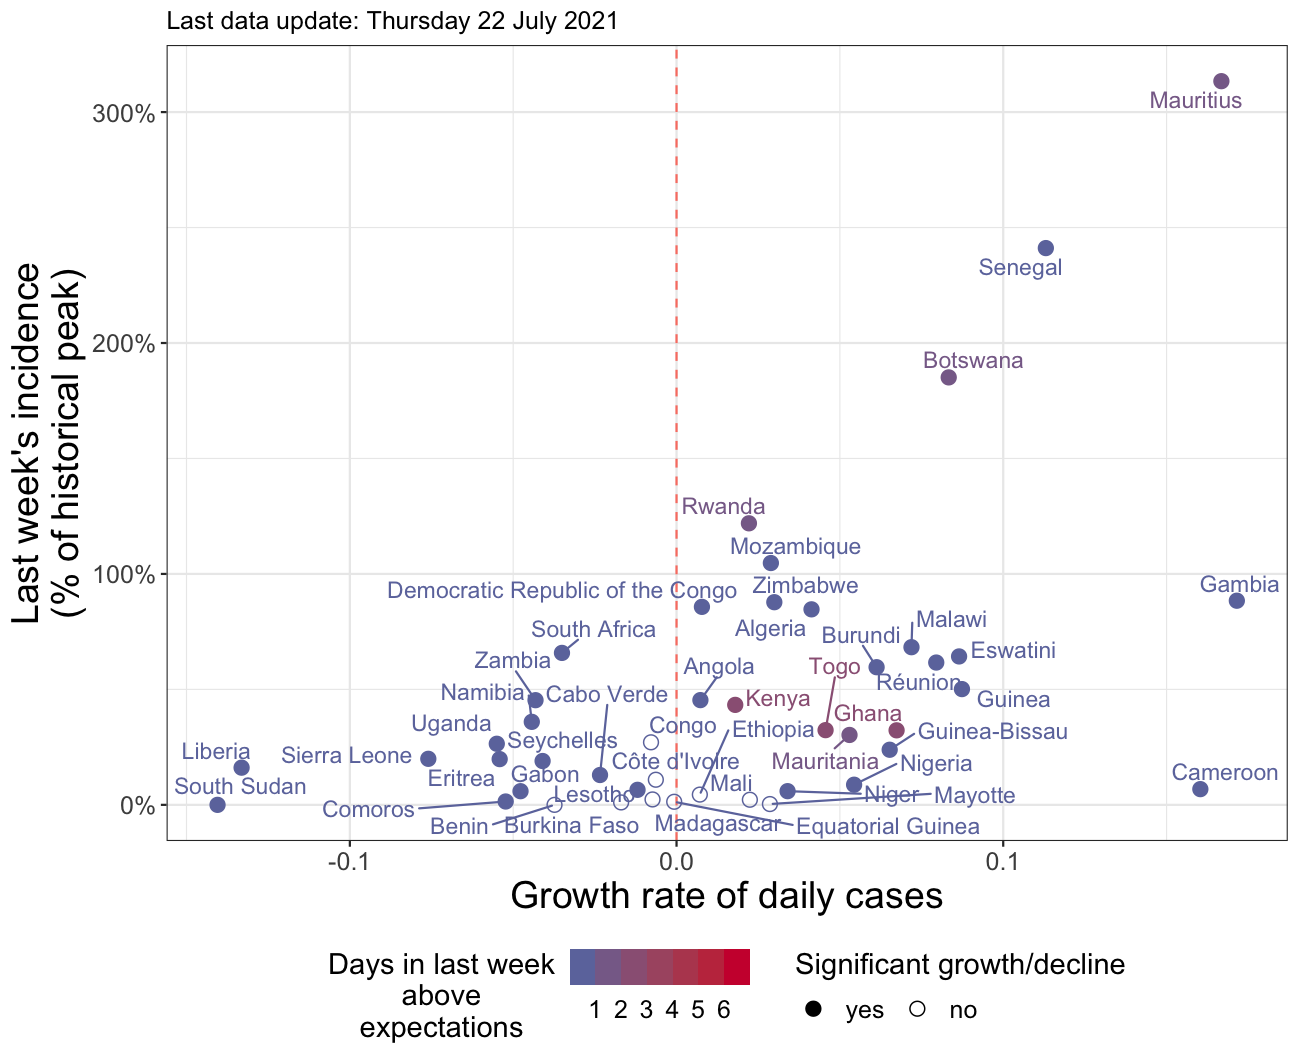 Last data update: Thursday 22 July 2021
Last week's incidence
(% of historical peak)
300%
200%
100%
0%
Mauritius
Senegal
Botswana
Rwanda
Mozambique
Democratic Republic of the Congo
Zimbabwe
Gambia
South Africa
Algeria
Burundi
Malawi
Zambia
Angola
Togo
Eswatini
Réunion
Namibia
Cabo Verde
Kenya
Guinea
Uganda
Congo
Ethiopia
Ghana
Guinea-Bissau
Liberia
Sierra Leone
Seychelles
Côte d'Ivoire
Mauritania
Nigeria
South Sudan
Eritrea
Gabon
Mali
Cameroon
Comoros
Lesotho
Niger
Mayotte
Benin
Burkina Faso
Madagascar
Equatorial Guinea
-0.1
0.0
0.1
Growth rate of daily cases
Days in last week
above
expectations
1 2 3 4 5 6
Significant growth/decline
yes no